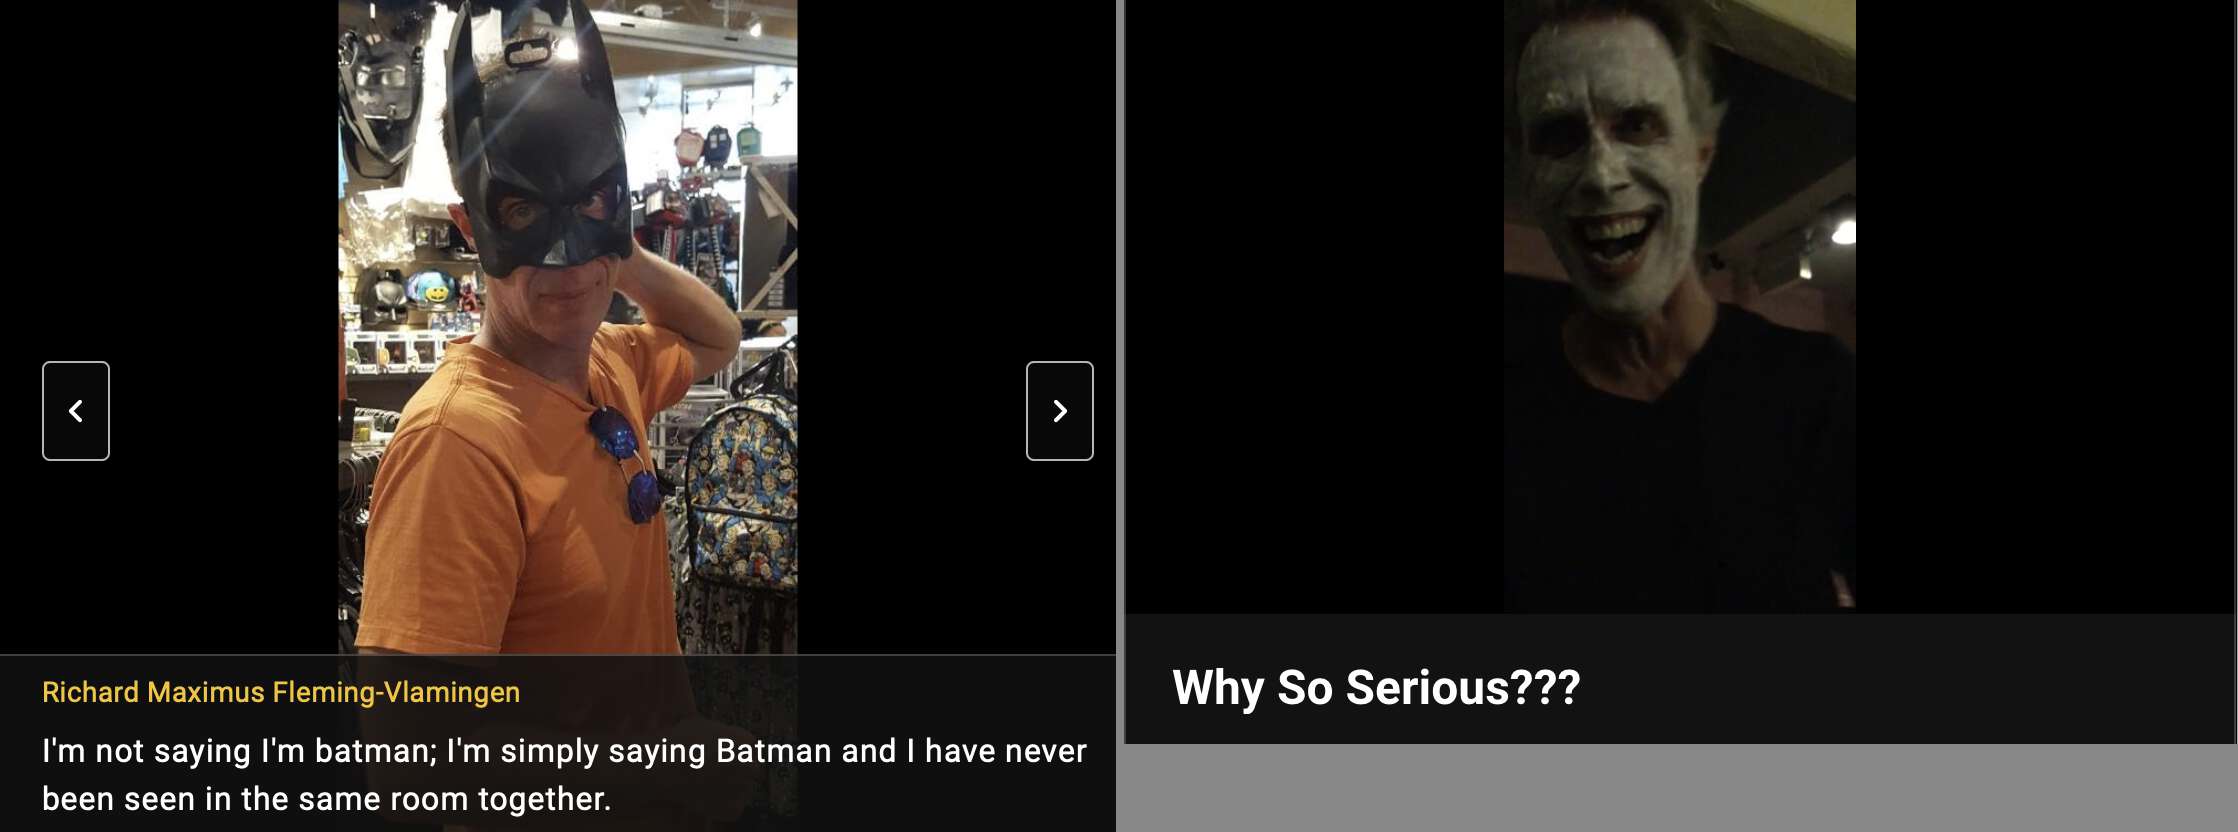 Richard Maximus Fleming-Vlamingen
I'm not saying I'm batman; I'm simply saying Batman and I have never
been seen in the same room together.
Why So Serious???